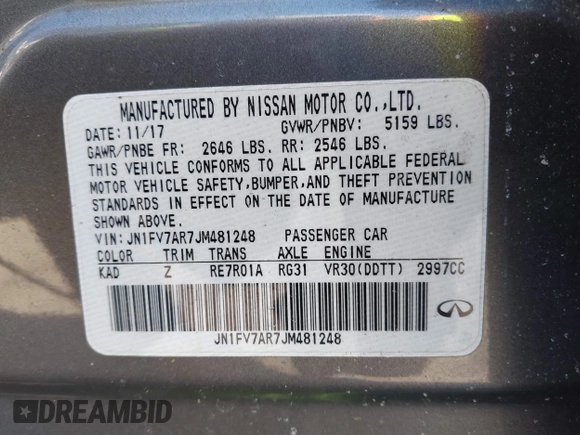 MANUFACTURED BY NISSAN MOTOR CO.,LTD.
DATE: 11/17 GVWR/PNBV: 5159 LBS.
GAWR/PNBE FR: 2646 LBS. RR: 2546 LBS.
THIS VEHICLE CONFORMS TO ALL APPLICABLE FEDERAL
MOTOR VEHICLE SAFETY,BUMPER,AND THEFT PREVENTION
STANDARDS IN EFFECT ON THE DATE OF MANUFACTURE
SHOWN ABOVE.
VIN: JN1FV7AR7JM481248 PASSENGER CAR
COLOR TRIM TRANS AXLE ENGINE
KAD Z RE7R01A RG31 VR30(DDTT) 2997CC
JN1FV7AR7JM481248
DREAMBID